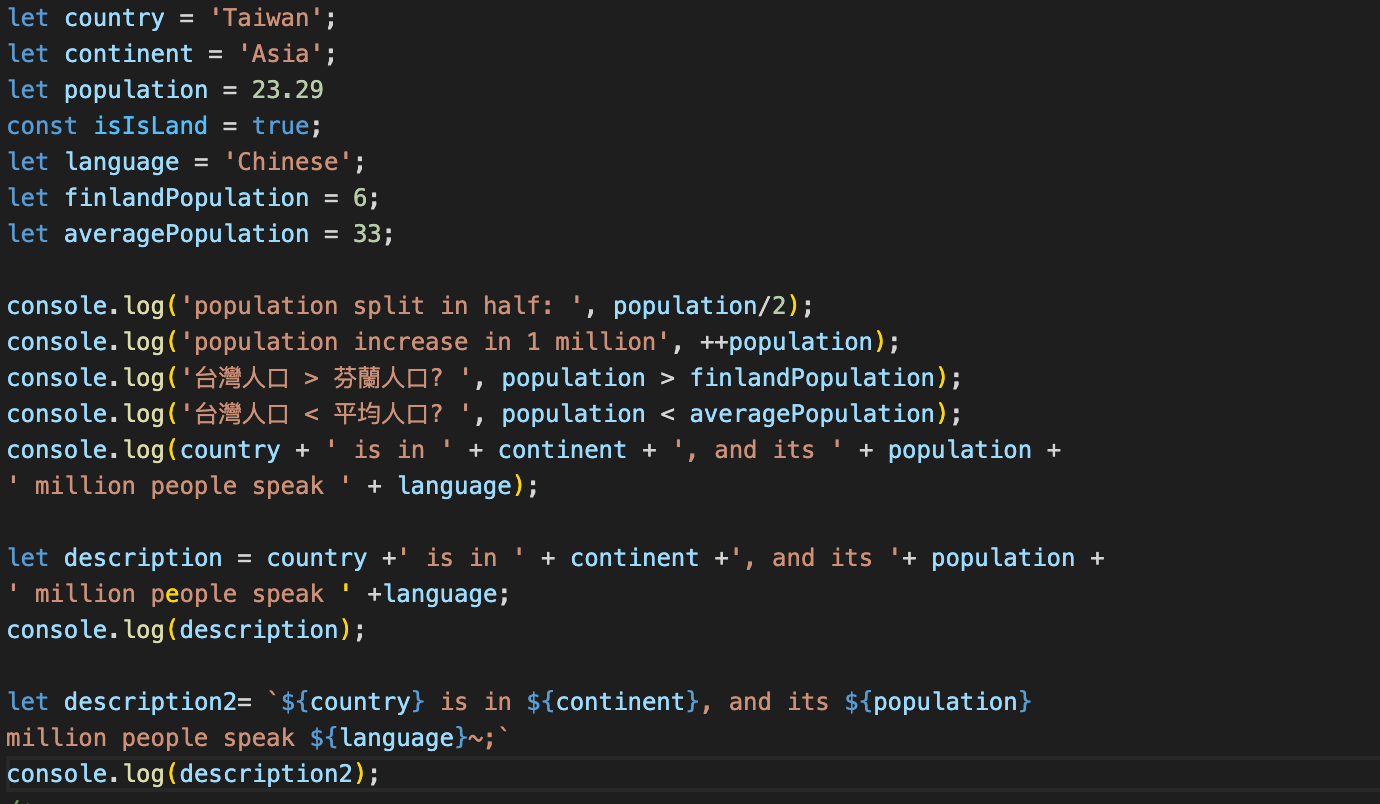 let country = 'Taiwan';
let continent = 'Asia';
let population = 23.29
const isIsLand = true;
let language = 'Chinese';
let finlandPopulation = 6;
let averagePopulation = 33;
console.log('population split in half: ', population/2);
console.log('population increase in 1 million', ++population);
console.log('台灣人口 > 芬蘭人口? ', population > finlandPopulation);
console.log('台灣人口 < 平均人口? ', population < averagePopulation);
console.log(country + ' is in ' + continent + ', and its ' + population +
' million people speak ' + language);
let description = country +' is in ' + continent +', and its '+ population +
' million people speak ' +language;
console.log(description);
let description2= `${country} is in ${continent}, and its ${population}
million people speak ${language}~;`
console.log(description2);